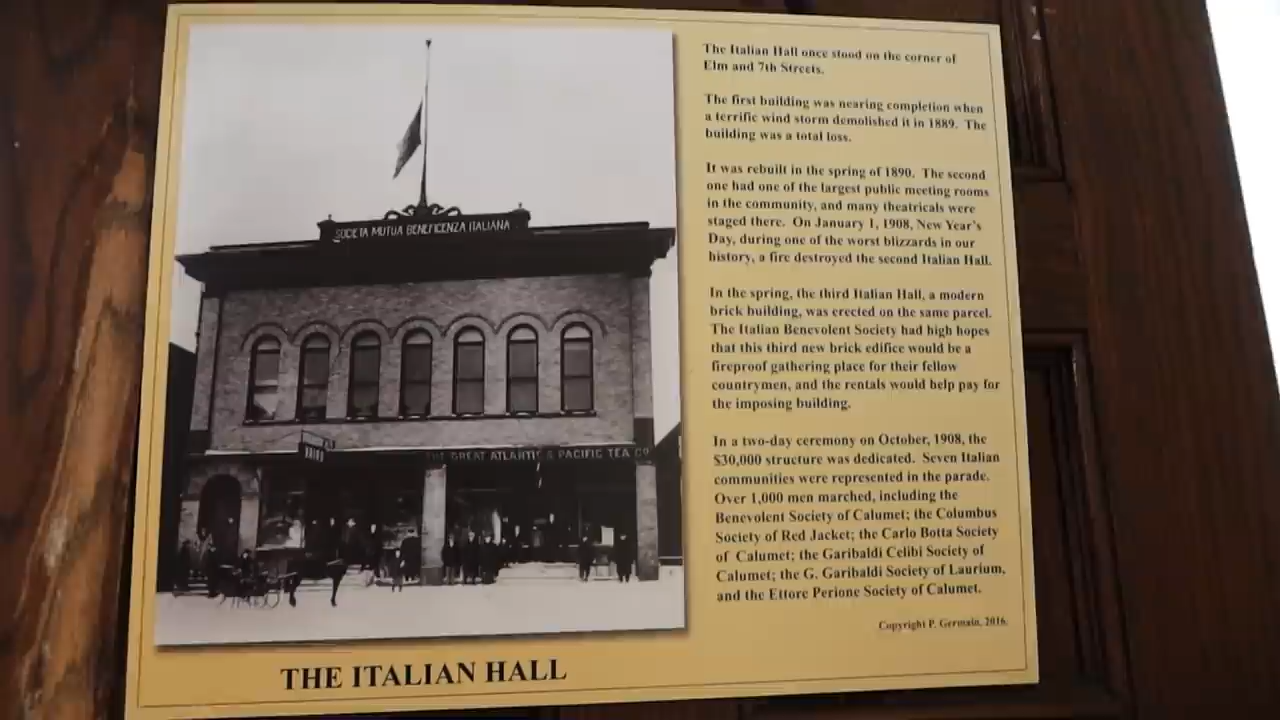 SOCIETA MUTUA BENEFICENZA ITALIANA
THE GREAT ATLANTIC & PACIFIC TEA CO
The Italian Hall once stood on the corner of
Elm and 7th Streets.
The first building was nearing completion when
a terrific wind storm demolished it in 1889. The
building was a total loss.
It was rebuilt in the spring of 1890. The second
one had one of the largest public meeting rooms
in the community, and many theatricals were
staged there. On January 1, 1908, New Year's
Day, during one of the worst blizzards in our
history, a fire destroyed the second Italian Hall.
In the spring, the third Italian Hall, a modern
brick building, was erected on the same parcel.
The Italian Benevolent Society had high hopes
that this third new brick edifice would be a
fireproof gathering place for their fellow
countrymen, and the rentals would help pay for
the imposing building.
In a two-day ceremony on October, 1908, the
$30,000 structure was dedicated. Seven Italian
communities were represented in the parade.
Over 1,000 men marched, including the
Benevolent Society of Calumet; the Columbus
Society of Red Jacket; the Carlo Botta Society
of Calumet; the Garibaldi Celibi Society of
Calumet; the G. Garibaldi Society of Laurium,
and the Ettore Perione Society of Calumet.
Copyright P. Germain, 2016.
THE ITALIAN HALL